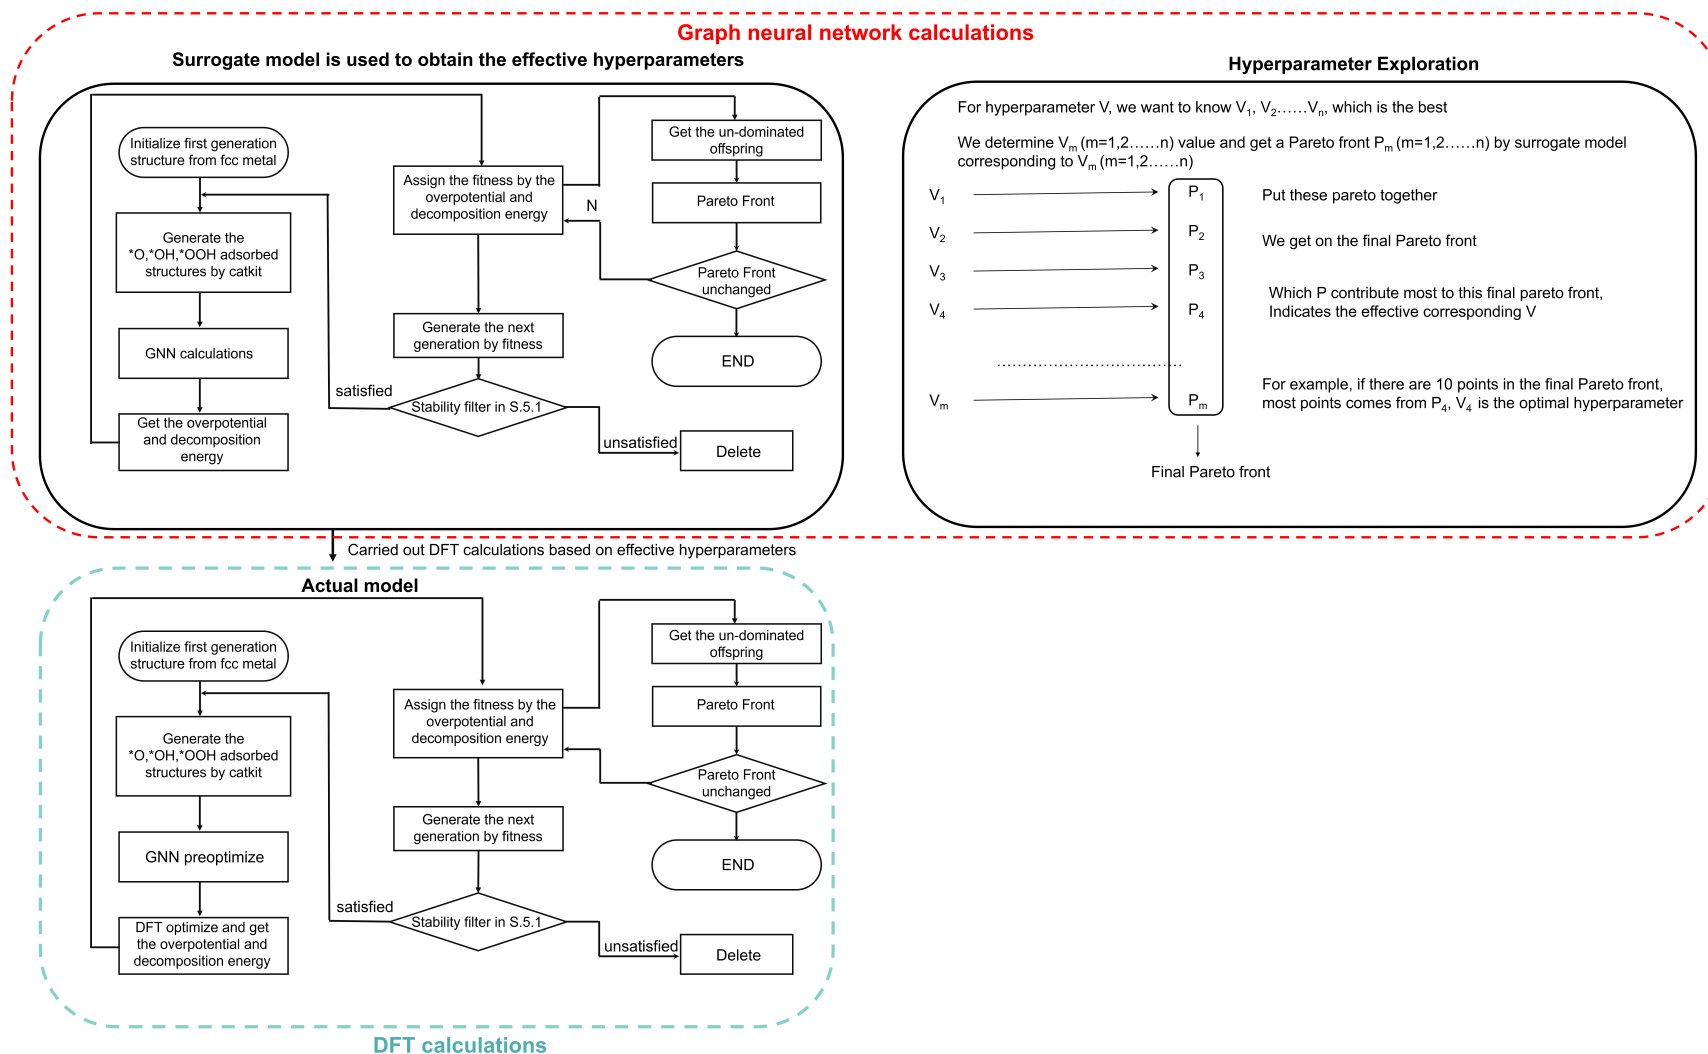 Graph neural network calculations
Surrogate model is used to obtain the effective hyperparameters
Initialize first generation
structure from fcc metal
Generate the
*O,*OH,*OOH adsorbed
structures by catkit
GNN calculations
Get the overpotential
and decomposition
energy
Assign the fitness by the
overpotential and
decomposition energy
N
Generate the next
generation by fitness
satisfied
Stability filter in S.5.1
unsatisfied
Delete
Get the un-dominated
offspring
Pareto Front
Pareto Front
unchanged
END
Hyperparameter Exploration
For hyperparameter V, we want to know V1, V2……Vn, which is the best
We determine Vm (m=1,2……n) value and get a Pareto front Pm (m=1,2……n) by surrogate model
corresponding to Vm (m=1,2……n)
V1
P1
V2
P2
V3
P3
V4
P4
………………………………
Vm
Pm
Final Pareto front
Put these pareto together
We get on the final Pareto front
Which P contribute most to this final pareto front,
Indicates the effective corresponding V
For example, if there are 10 points in the final Pareto front,
most points comes from P4, V4 is the optimal hyperparameter
Carried out DFT calculations based on effective hyperparameters
Actual model
Initialize first generation
structure from fcc metal
Generate the
*O,*OH,*OOH adsorbed
structures by catkit
GNN preoptimize
DFT optimize and get
the overpotential and
decomposition energy
Assign the fitness by the
overpotential and
decomposition energy
Generate the next
generation by fitness
satisfied
Stability filter in S.5.1
unsatisfied
Delete
Get the un-dominated
offspring
Pareto Front
Pareto Front
unchanged
END
DFT calculations